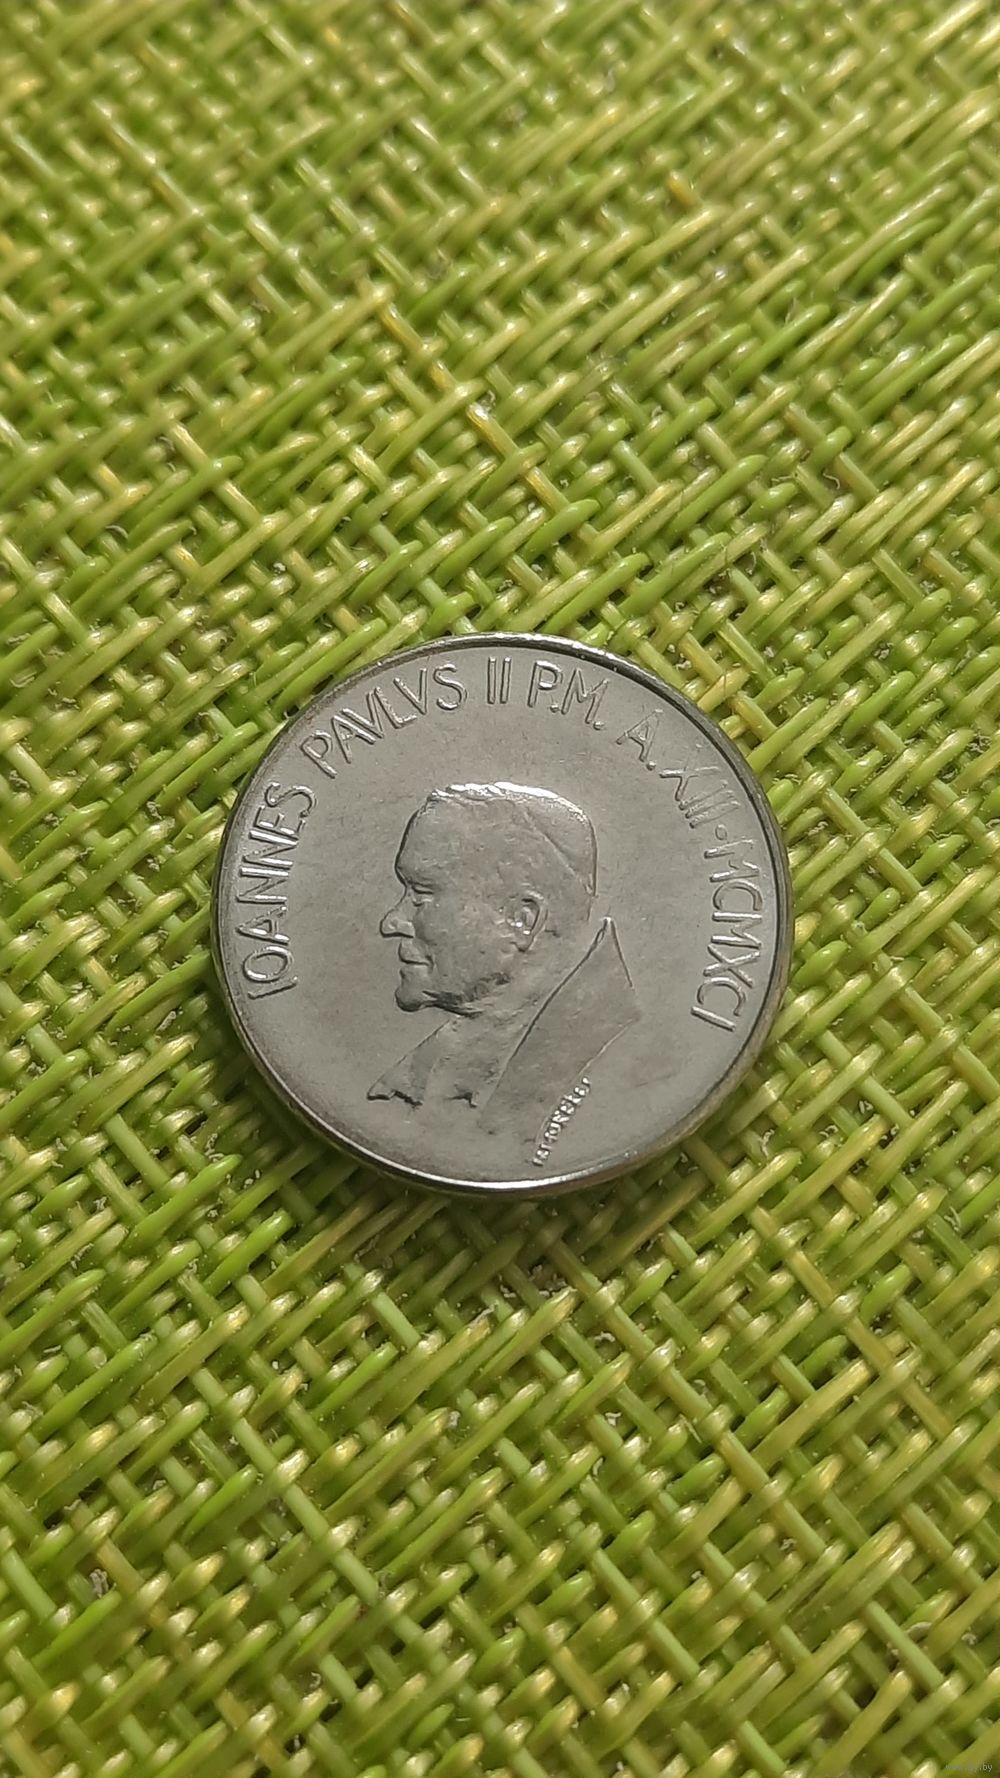 IOANNES PAVLVS II P.M. A. XIII • MCMXCI